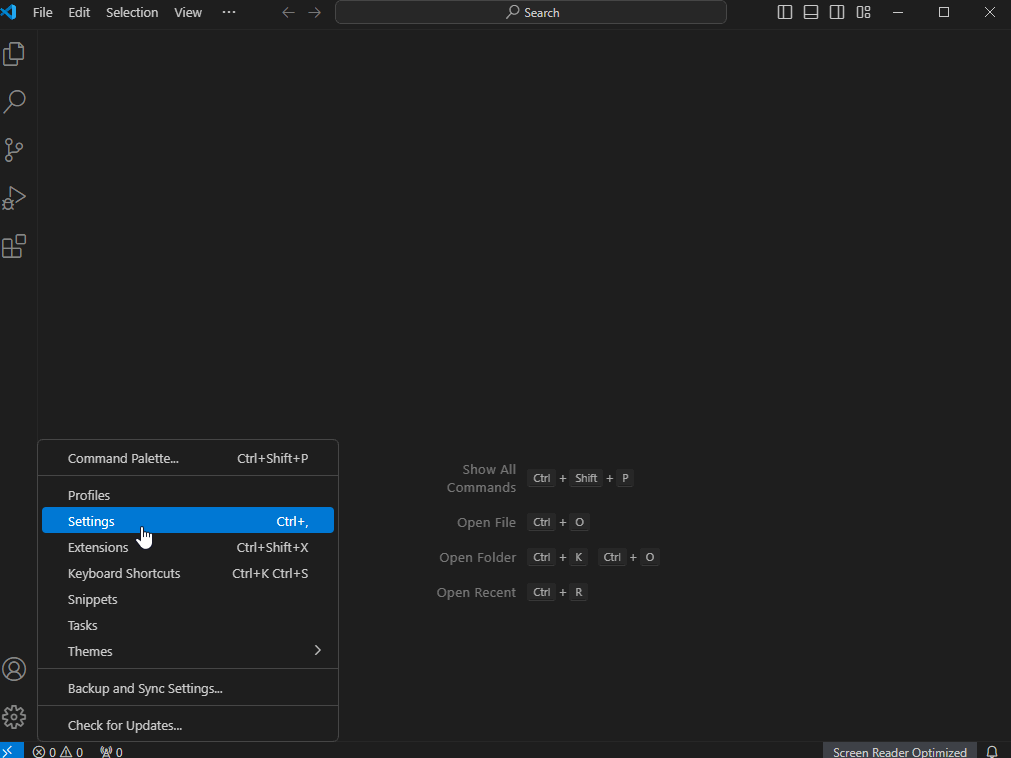 File Edit Selection View ···
Search
Command Palette... Ctrl+Shift+P
Profiles
Settings Ctrl+,
Extensions Ctrl+Shift+X
Keyboard Shortcuts Ctrl+K Ctrl+S
Snippets
Tasks
Themes
Backup and Sync Settings...
Check for Updates...
Show All
Commands Ctrl + Shift + P
Open File Ctrl + O
Open Folder Ctrl + K Ctrl + O
Open Recent Ctrl + R
0 0 0 Screen Reader Optimized